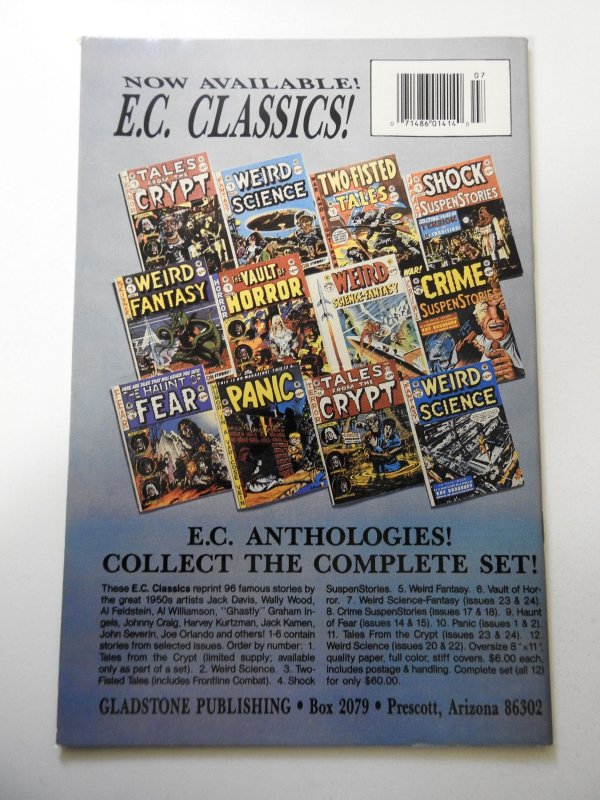 NOW AVAILABLE!
E.C. CLASSICS!
07
0 71486 01414 0
TALES
FROM THE
CRYPT
WEIRD
SCIENCE
TWO-FISTED
TALES
SHOCK
SUSPENSTORIES
WEIRD
FANTASY
THE VAULT OF
HORROR
WEIRD
SCIENCE-FANTASY
WAR!
CRIME
SUSPENSTORIES
THE HAUNT OF
FEAR
PANIC
TALES
FROM THE
CRYPT
WEIRD
SCIENCE
RAY BRADBURY
E.C. ANTHOLOGIES!
COLLECT THE COMPLETE SET!
These E.C. Classics reprint 96 famous stories by
the great 1950s artists Jack Davis, Wally Wood,
Al Feldstein, Al Williamson, "Ghastly" Graham In-
gels, Johnny Craig, Harvey Kurtzman, Jack Kamen,
John Severin, Joe Orlando and others! 1-6 contain
stories from selected issues. Order by number: 1.
Tales from the Crypt (limited supply; available
only as part of a set). 2. Weird Science. 3. Two-
Fisted Tales (includes Frontline Combat). 4. Shock
SuspenStories. 5. Weird Fantasy. 6. Vault of Hor-
ror. 7. Weird Science-Fantasy (issues 23 & 24).
8. Crime SuspenStories (issues 17 & 18). 9. Haunt
of Fear (issues 14 & 15). 10. Panic (issues 1 & 2).
11. Tales From the Crypt (issues 23 & 24). 12.
Weird Science (issues 20 & 22). Oversize 8"x11",
quality paper, full color, stiff covers. $6.00 each,
includes postage & handling. Complete set (all 12)
for only $60.00.
GLADSTONE PUBLISHING • Box 2079 • Prescott, Arizona 86302